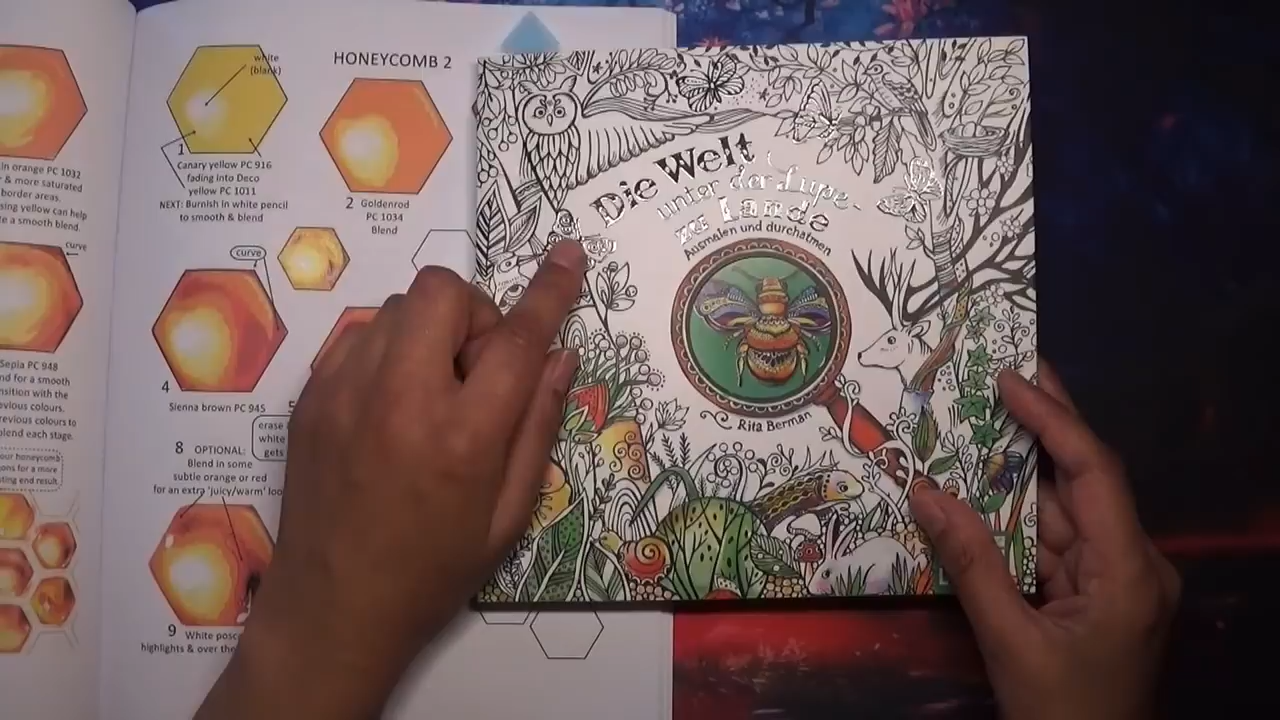 in orange PC 1032
& more saturated
border areas.
sing yellow can help
a smooth blend.
curve
Sepia PC 948
nd for a smooth
nsition with the
evious colours.
revious colours to
lend each stage.
our honeycomb
ons for a more
sting end result.
HONEYCOMB 2
white
(blank)
1
Canary yellow PC 916
fading into Deco
yellow PC 1011
NEXT: Burnish in white pencil
to smooth & blend
2 Goldenrod
PC 1034
Blend
curve
4
Sienna brown PC 945
5
erase
white
gets
8 OPTIONAL:
Blend in some
subtle orange or red
for an extra 'juicy/warm' loo
9 White posc
highlights & over the
Die Welt
unter der Lupe-
zu Lande
Ausmalen und durchatmen
Rita Berman